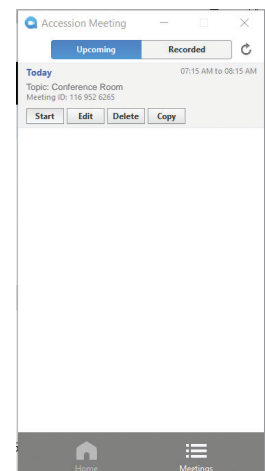 Accession Meeting
Upcoming Recorded
Today 07:15 AM to 08:15 AM
Topic: Conference Room
Meeting ID: 116 952 6265
Start Edit Delete Copy
Home Meetings